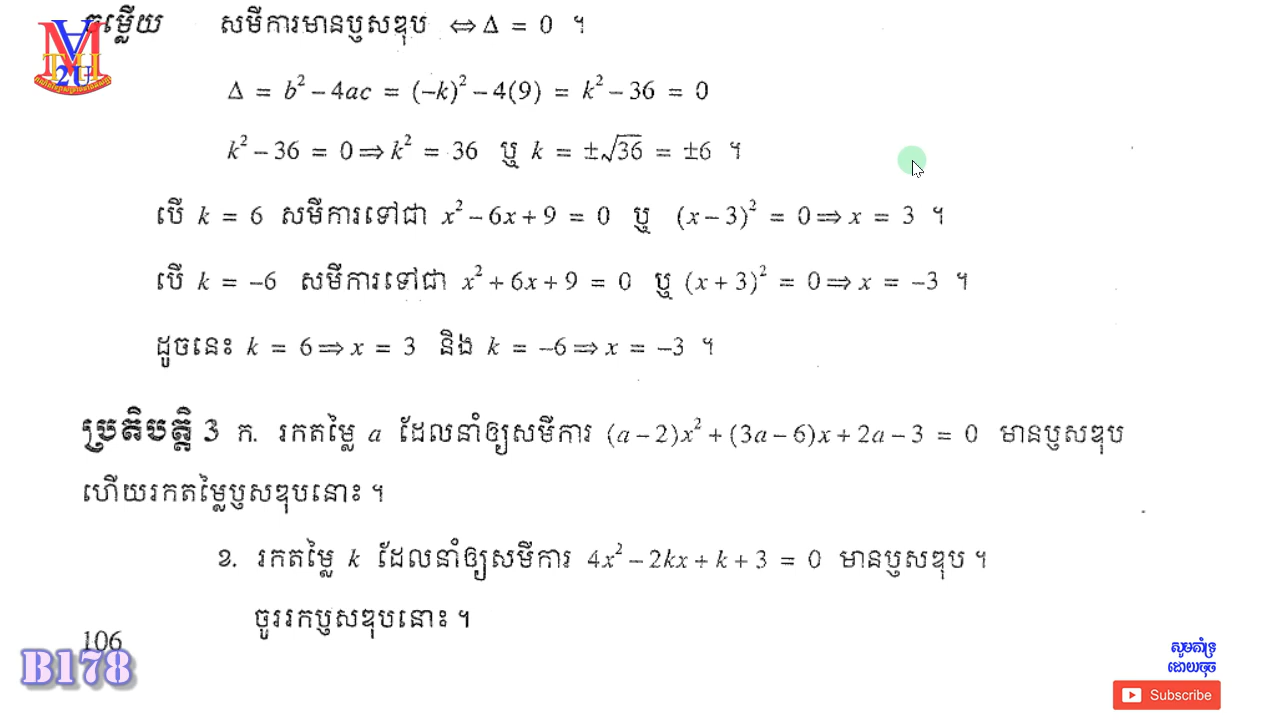 ចម្លើយ សមីការមានឫសឌុប ⇔ Δ = 0 ។
Δ = b² − 4ac = (−k)² − 4(9) = k² − 36 = 0
k² − 36 = 0 ⇒ k² = 36 ឬ k = ±√36 = ±6 ។
បើ k = 6 សមីការទៅជា x² − 6x + 9 = 0 ឬ (x − 3)² = 0 ⇒ x = 3 ។
បើ k = −6 សមីការទៅជា x² + 6x + 9 = 0 ឬ (x + 3)² = 0 ⇒ x = −3 ។
ដូចនេះ k = 6 ⇒ x = 3 និង k = −6 ⇒ x = −3 ។
ប្រតិបត្តិ 3 ក. រកតម្លៃ a ដែលនាំឲ្យសមីការ (a − 2)x² + (3a − 6)x + 2a − 3 = 0 មានឫសឌុប
ហើយរកតម្លៃឫសឌុបនោះ ។
ខ. រកតម្លៃ k ដែលនាំឲ្យសមីការ 4x² − 2kx + k + 3 = 0 មានឫសឌុប ។
ចូររកឫសឌុបនោះ ។
106
B178
សូមគាំទ្រ
ដោយចុច
Subscribe